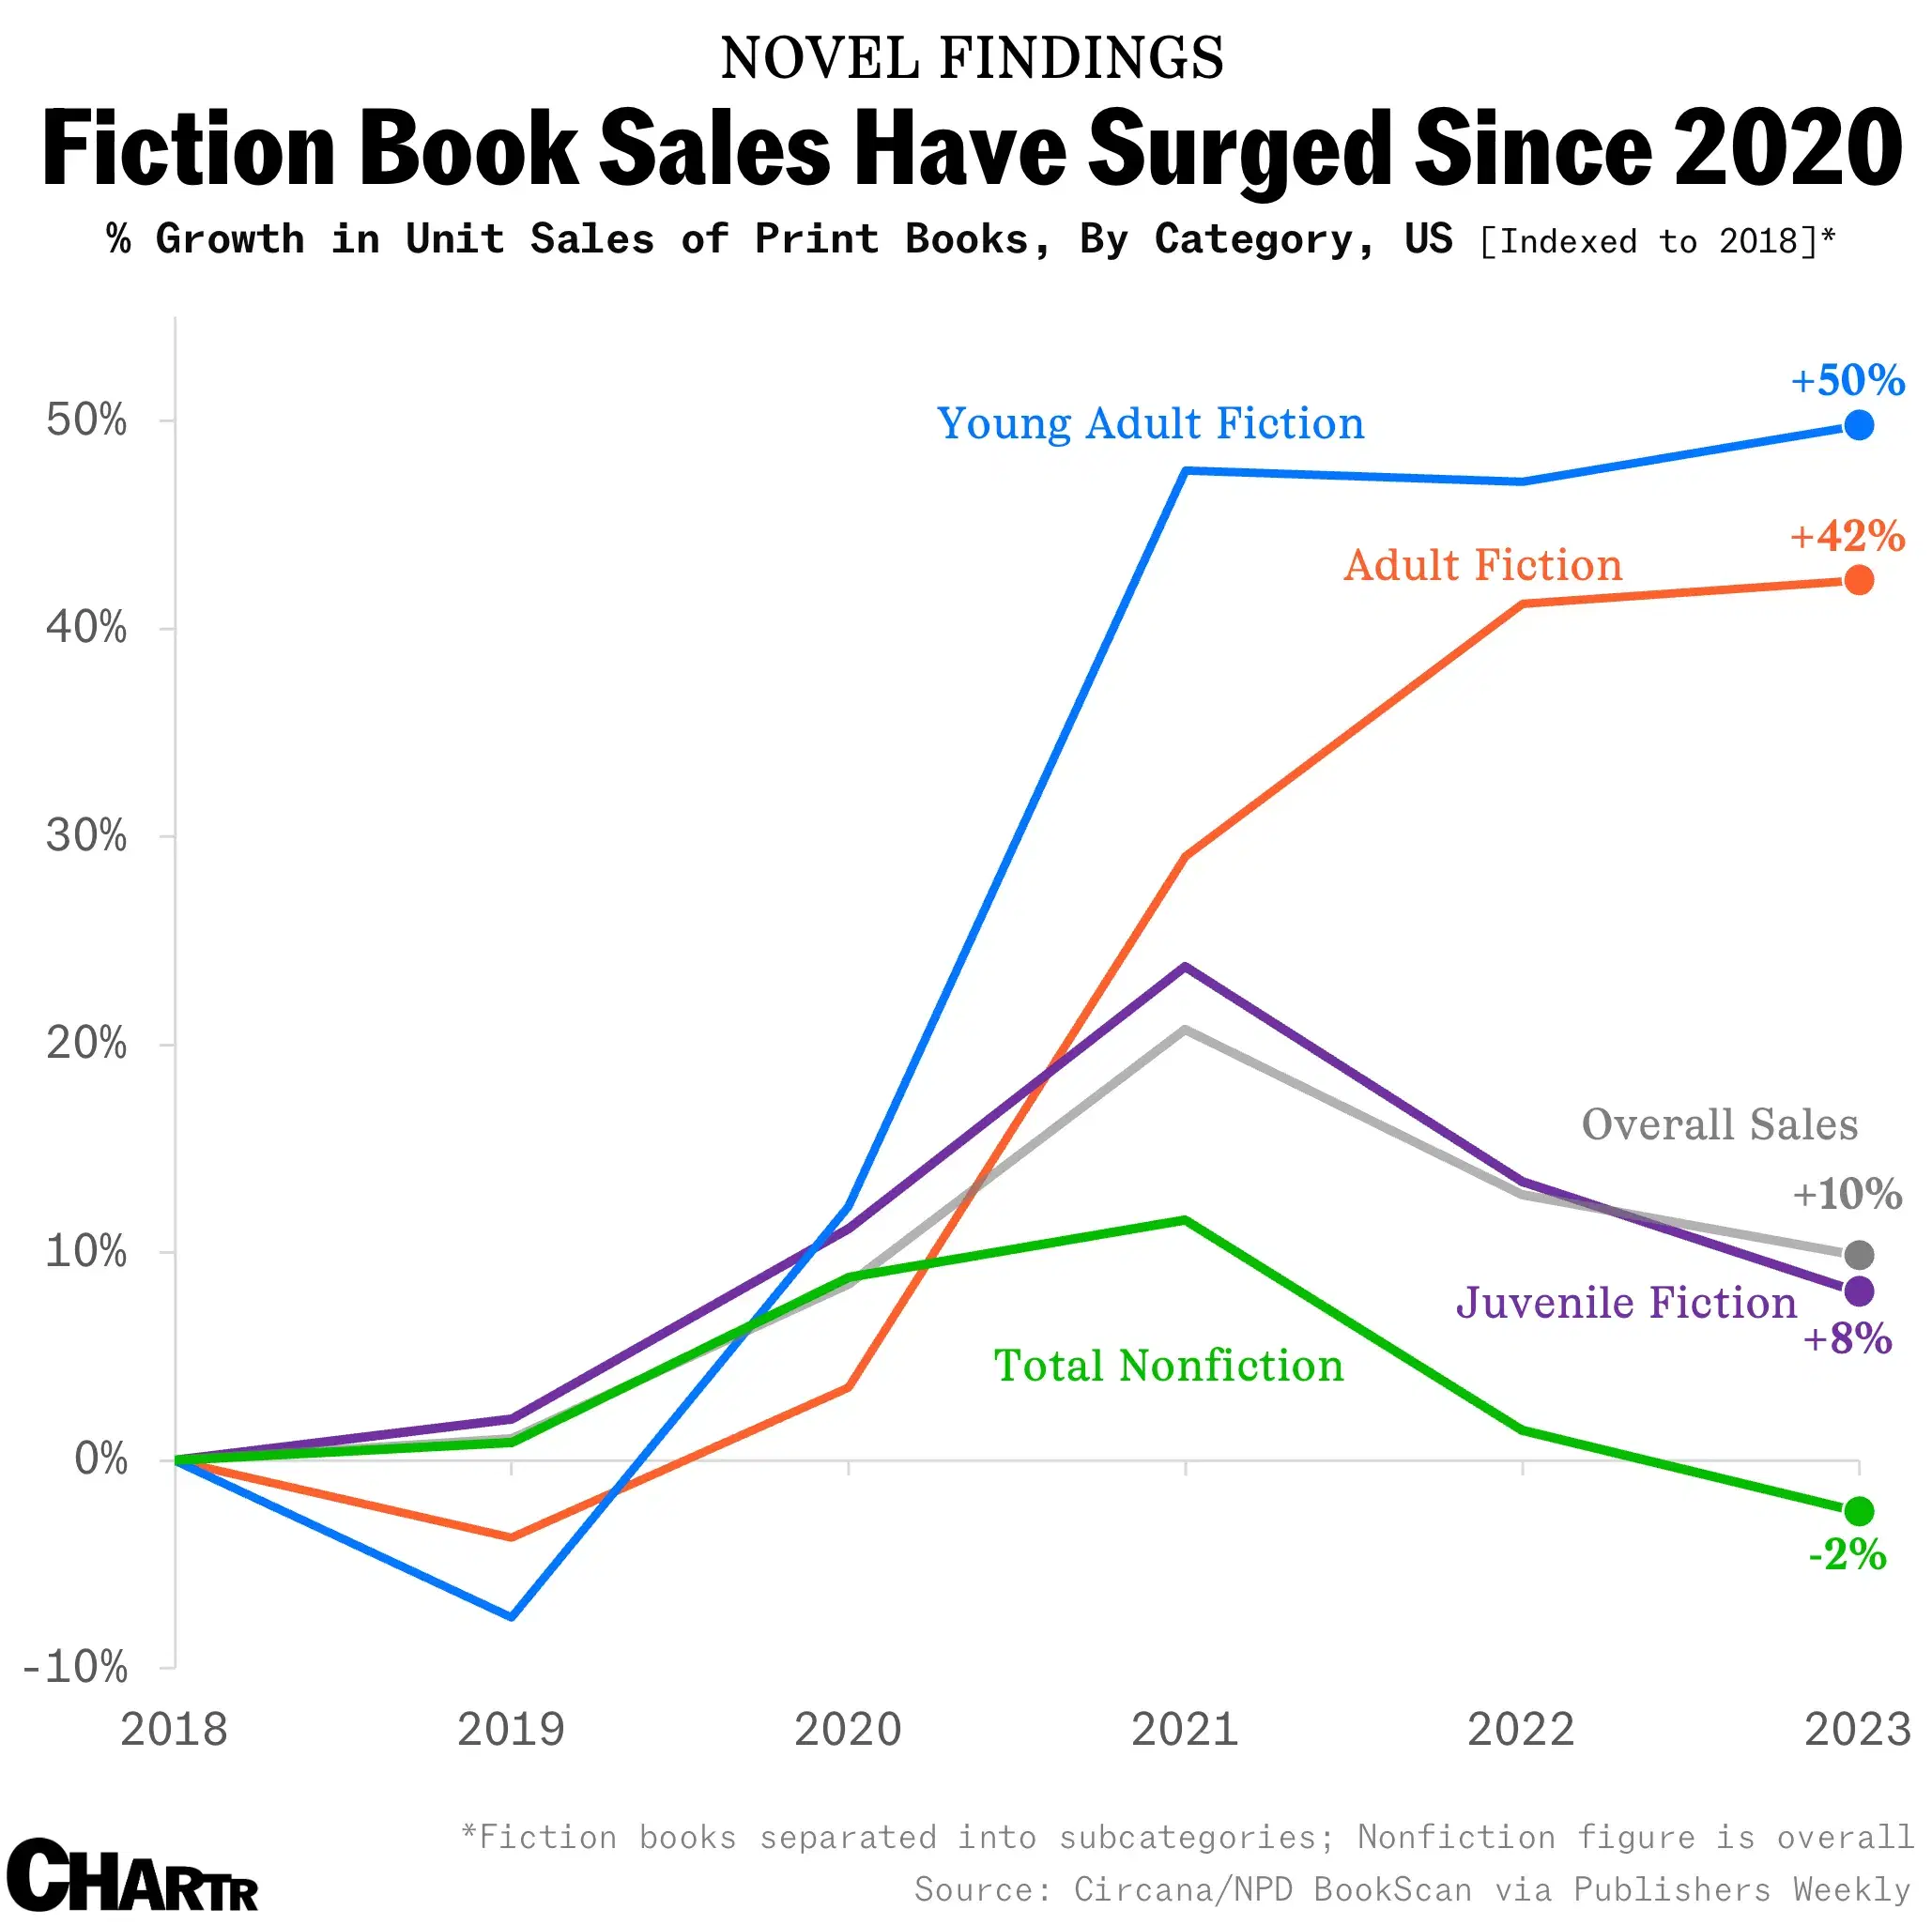 NOVEL FINDINGS
Fiction Book Sales Have Surged Since 2020
% Growth in Unit Sales of Print Books, By Category, US [Indexed to 2018]*
+50%
50%
Young Adult Fiction
+42%
Adult Fiction
40%
30%
20%
Overall Sales
+10%
10%
Juvenile Fiction
+8%
Total Nonfiction
0%
-2%
-10%
2018 2019 2020 2021 2022 2023
*Fiction books separated into subcategories; Nonfiction figure is overall
CHARTR
Source: Circana/NPD BookScan via Publishers Weekly